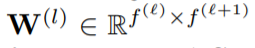 𝐖⁽ˡ⁾ ∈ ℝ^{f^{(ℓ)} × f^{(ℓ+1)}}